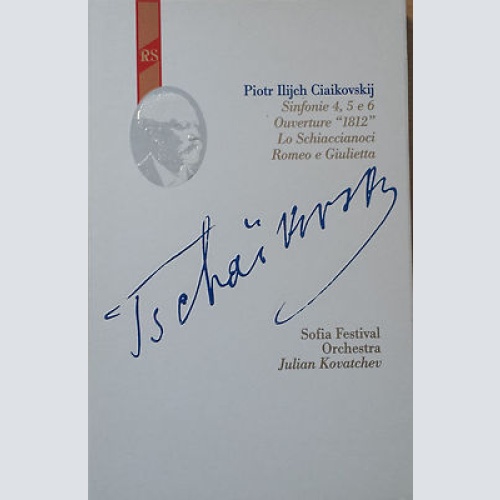 RS
Piotr Ilijch Ciaikovskij
Sinfonie 4, 5 e 6
Ouverture “1812”
Lo Schiaccianoci
Romeo e Giulietta
Tschaïkovsky
Sofia Festival
Orchestra
Julian Kovatchev